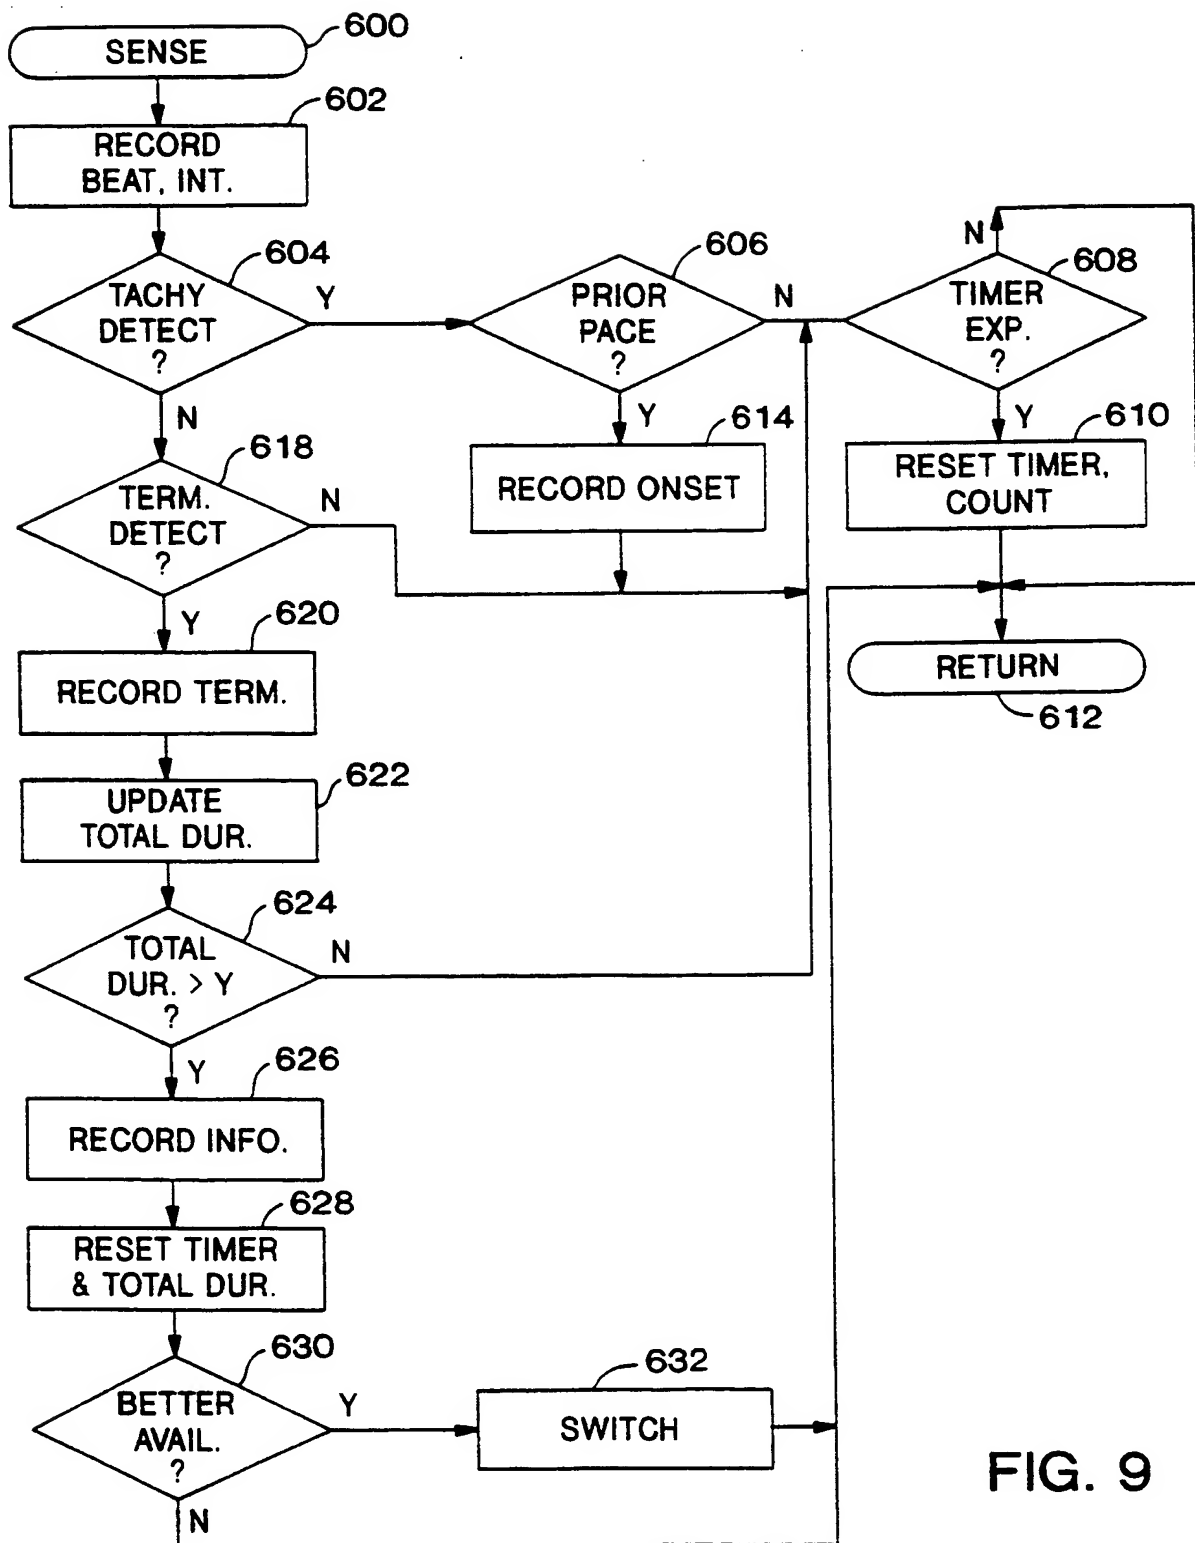 SENSE
600
602
RECORD
BEAT, INT.
604
TACHY
DETECT
?
Y
N
606
PRIOR
PACE
?
N
Y
N
608
TIMER
EXP.
?
Y
610
RESET TIMER,
COUNT
614
RECORD ONSET
618
TERM.
DETECT
?
N
Y
RETURN
612
620
RECORD TERM.
622
UPDATE
TOTAL DUR.
624
TOTAL
DUR. > Y
?
N
Y
626
RECORD INFO.
628
RESET TIMER
& TOTAL DUR.
630
BETTER
AVAIL.
?
Y
N
632
SWITCH
FIG. 9